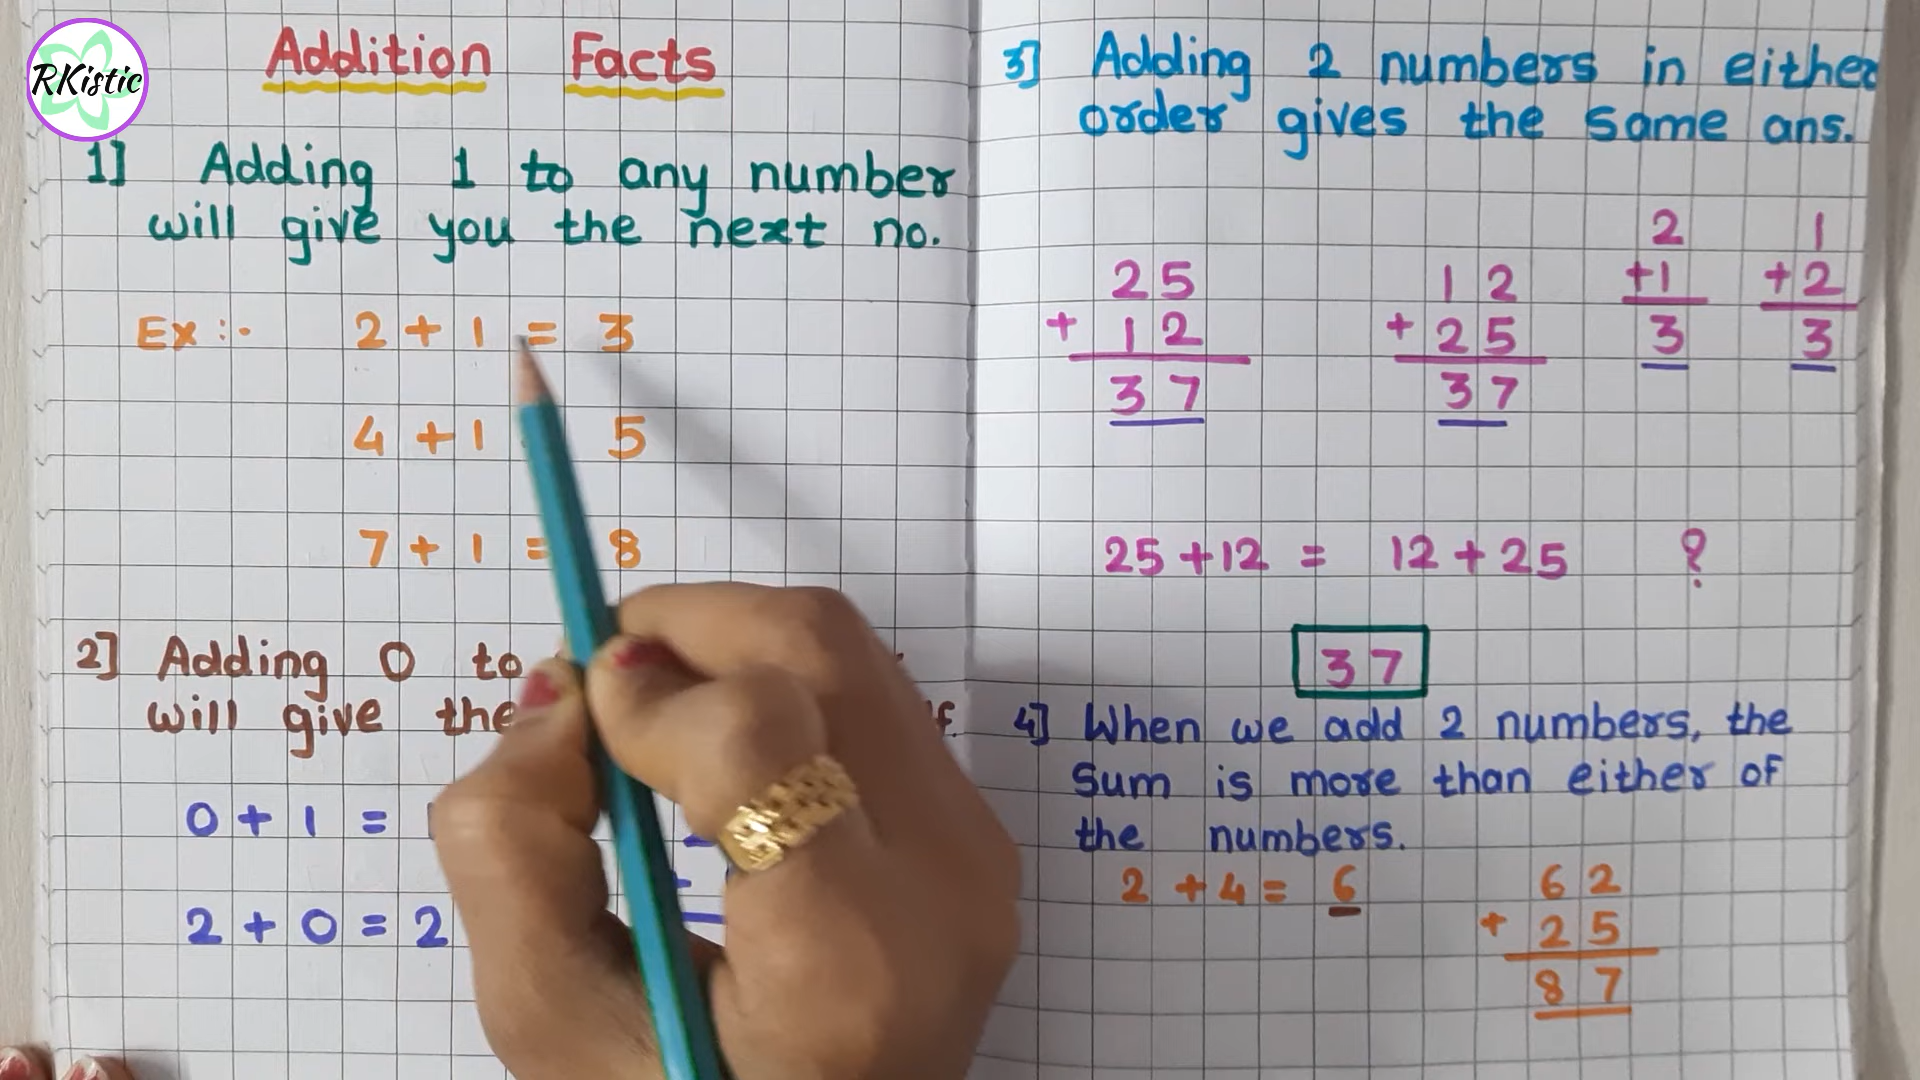 RKistic
Addition Facts
1] Adding 1 to any number
will give you the next no.
Ex :- 2 + 1 = 3
4 + 1 5
7 + 1 = 8
2] Adding 0 to
will give the
0 + 1 =
2 + 0 = 2
3] Adding 2 numbers in either
order gives the same ans.
25
+ 12
37
12
+ 25
37
2
+1
3
1
+2
3
25 + 12 = 12 + 25 ?
37
4] When we add 2 numbers, the
sum is more than either of
the numbers.
2 + 4 = 6
62
+ 25
87